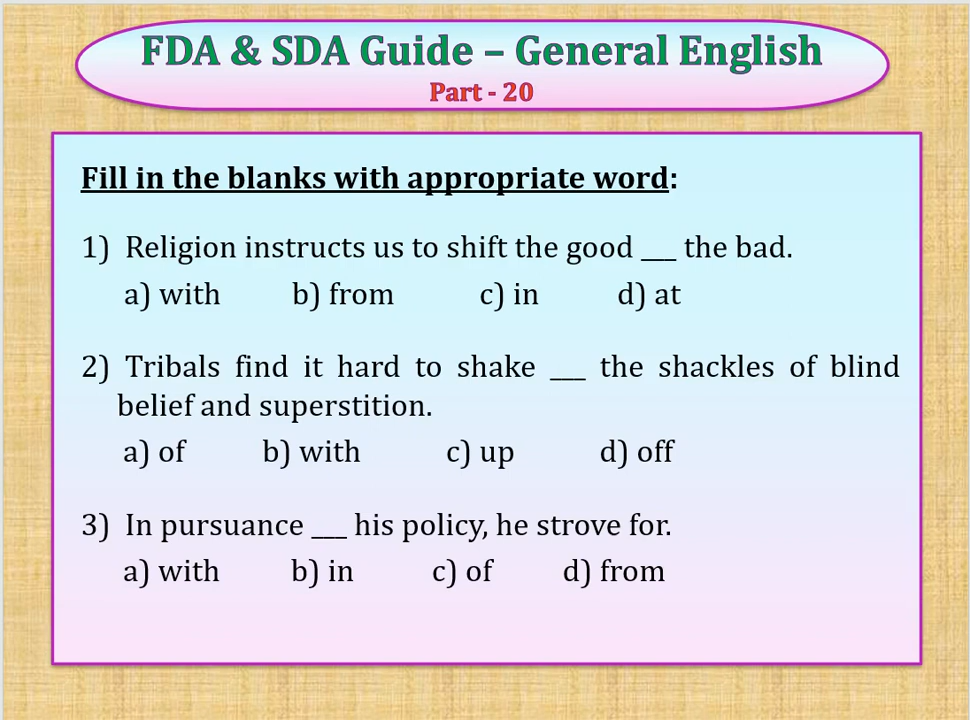 FDA & SDA Guide – General English
Part - 20
Fill in the blanks with appropriate word:
1) Religion instructs us to shift the good ___ the bad.
a) with b) from c) in d) at
2) Tribals find it hard to shake ___ the shackles of blind
belief and superstition.
a) of b) with c) up d) off
3) In pursuance ___ his policy, he strove for.
a) with b) in c) of d) from